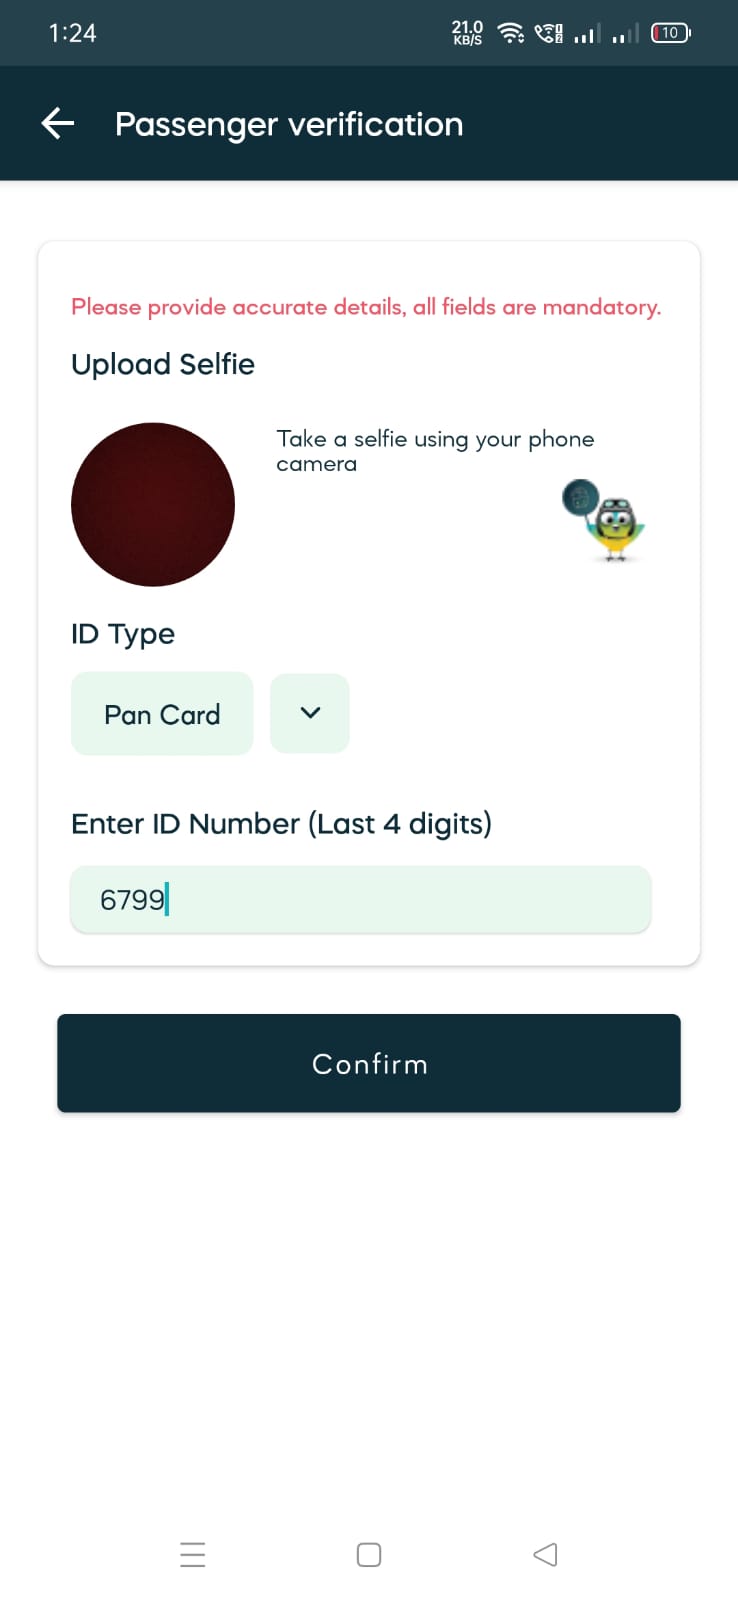 1:24
21.0
KB/S
10
Passenger verification
Please provide accurate details, all fields are mandatory.
Upload Selfie
Take a selfie using your phone
camera
ID Type
Pan Card
Enter ID Number (Last 4 digits)
6799
Confirm